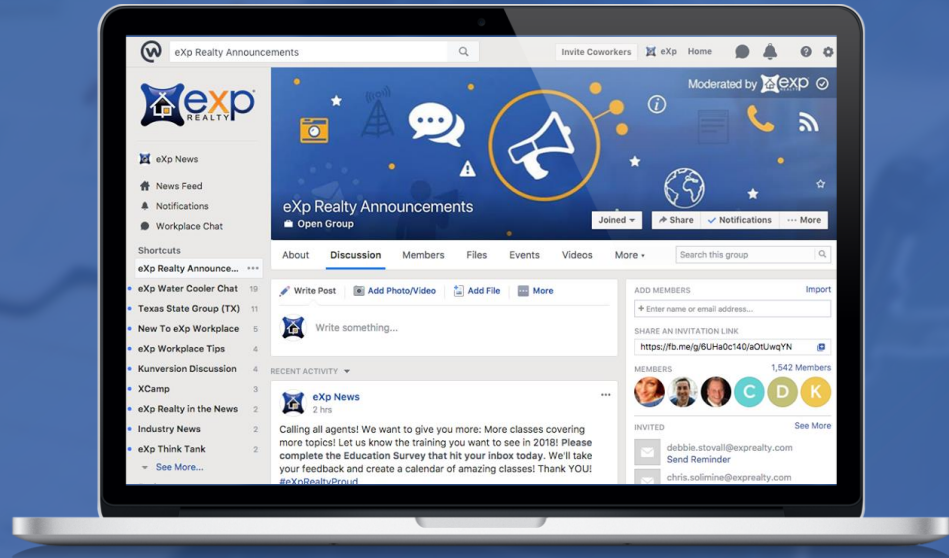 eXp Realty Announcements
Invite Coworkers
eXp
Home
eXp
REALTY
eXp News
News Feed
Notifications
Workplace Chat
Shortcuts
eXp Realty Announce...
eXp Water Cooler Chat 19
Texas State Group (TX) 11
New To eXp Workplace 5
eXp Workplace Tips 4
Kunversion Discussion 4
XCamp 3
eXp Realty in the News 2
Industry News 2
eXp Think Tank 2
See More...
Moderated by eXp
REALTY
eXp Realty Announcements
Open Group
Joined
Share
Notifications
More
About Discussion Members Files Events Videos More
Search this group
Write Post Add Photo/Video Add File More
Write something...
RECENT ACTIVITY
eXp News
2 hrs
Calling all agents! We want to give you more: More classes covering
more topics! Let us know the training you want to see in 2018! Please
complete the Education Survey that hit your inbox today. We'll take
your feedback and create a calendar of amazing classes! Thank YOU!
#eXpRealtyProud
ADD MEMBERS Import
+ Enter name or email address...
SHARE AN INVITATION LINK
https://fb.me/g/6UHa0c140/aOtUwqYN
MEMBERS 1,542 Members
C D K
INVITED See More
debbie.stovall@exprealty.com
Send Reminder
chris.solimine@exprealty.com